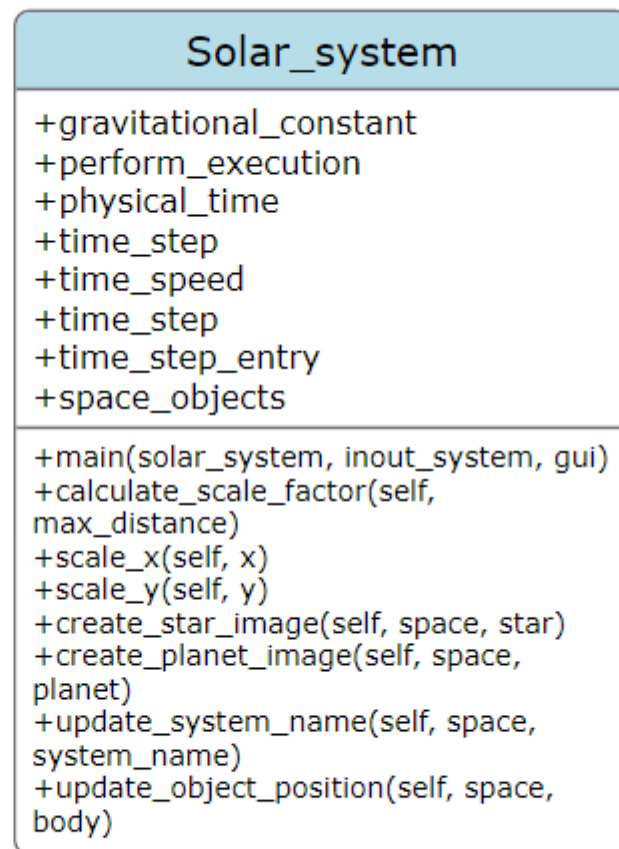 Solar_system
+gravitational_constant
+perform_execution
+physical_time
+time_step
+time_speed
+time_step
+time_step_entry
+space_objects
+main(solar_system, inout_system, gui)
+calculate_scale_factor(self,
max_distance)
+scale_x(self, x)
+scale_y(self, y)
+create_star_image(self, space, star)
+create_planet_image(self, space,
planet)
+update_system_name(self, space,
system_name)
+update_object_position(self, space,
body)